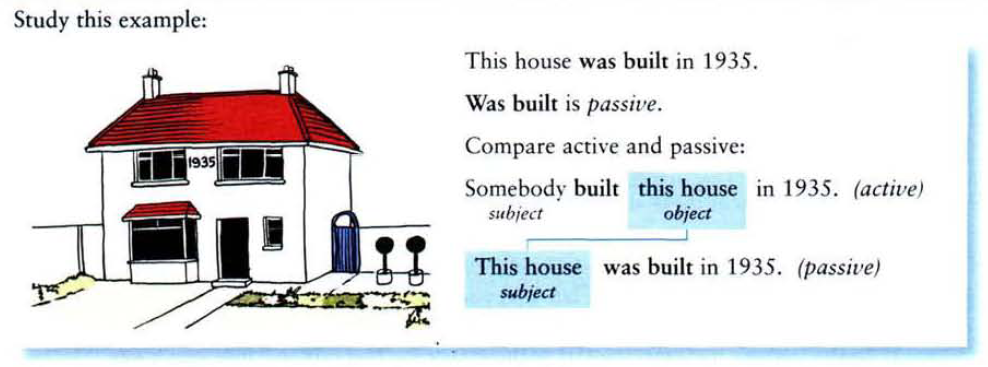 Study this example:
1935
This house was built in 1935.
Was built is passive.
Compare active and passive:
Somebody built this house in 1935. (active)
subject object
This house was built in 1935. (passive)
subject